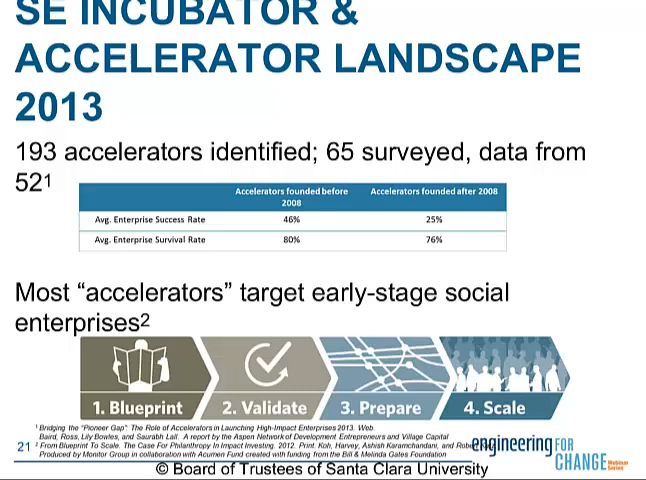 SE INCUBATOR &
ACCELERATOR LANDSCAPE
2013
193 accelerators identified; 65 surveyed, data from
52¹
Accelerators founded before 2008 Accelerators founded after 2008
Avg. Enterprise Success Rate 46% 25%
Avg. Enterprise Survival Rate 80% 76%
Most “accelerators” target early-stage social
enterprises²
1. Blueprint 2. Validate 3. Prepare 4. Scale
¹ Bridging the “Pioneer Gap”: The Role of Accelerators in Launching High-Impact Enterprises 2013. Web.
Baird, Ross, Lily Bowles, and Saurabh Lall. A report by the Aspen Network of Development Entrepreneurs and Village Capital
² From Blueprint To Scale. The Case For Philanthropy In Impact Investing. 2012. Print. Koh, Harvey, Ashish Karamchandani, and
Produced by Monitor Group in collaboration with Acumen Fund created with funding from the Bill & Melinda Gates Foundation
21
engineering FOR
CHANGE Webinar
Series
© Board of Trustees of Santa Clara University